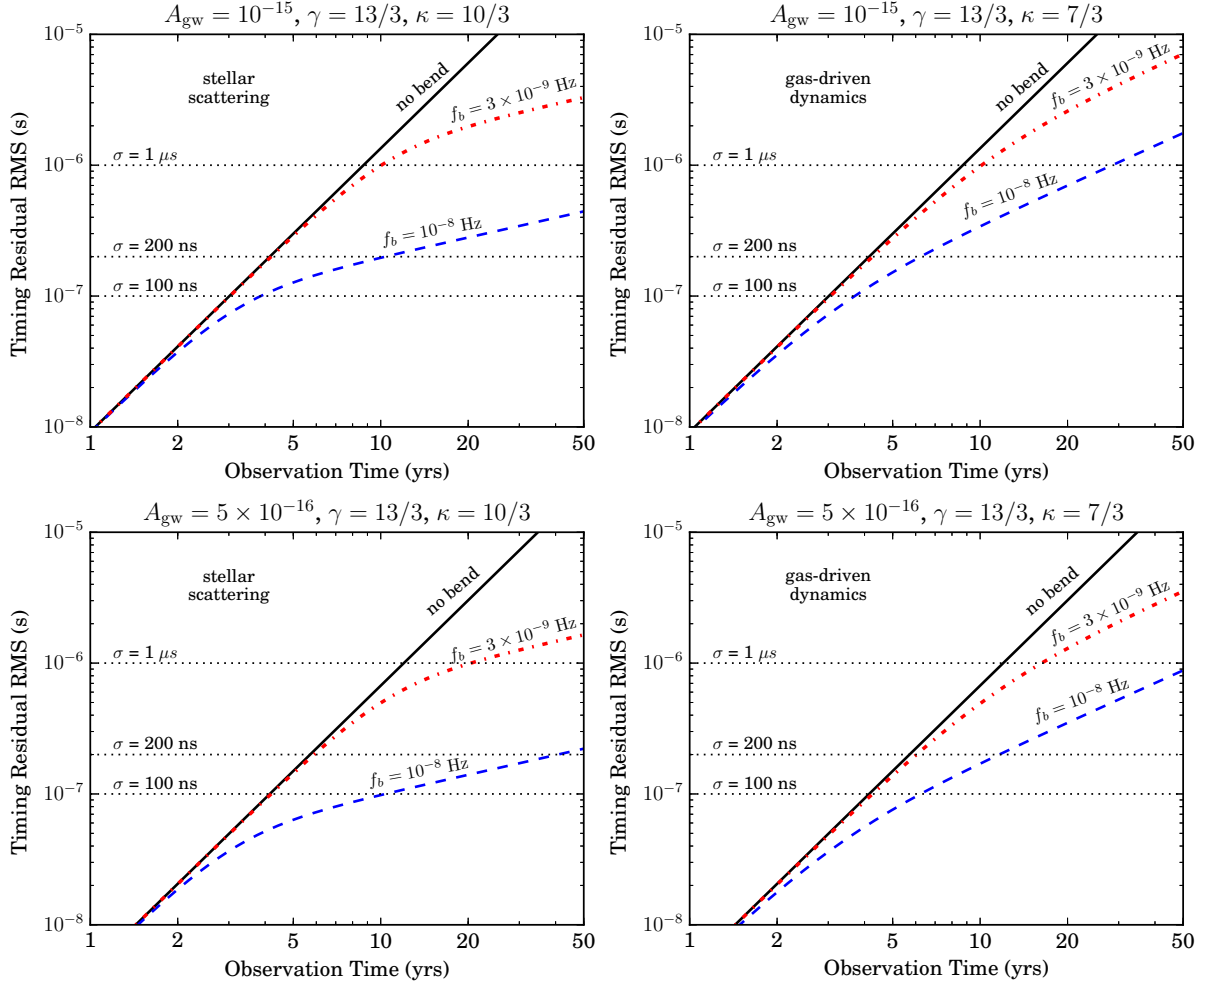 A_gw = 10^−15, γ = 13/3, κ = 10/3
Timing Residual RMS (s)
10^−5
10^−6
10^−7
10^−8
stellar
scattering
no bend
f_b = 3 × 10^−9 Hz
σ = 1 μs
f_b = 10^−8 Hz
σ = 200 ns
σ = 100 ns
1 2 5 10 20 50
Observation Time (yrs)
A_gw = 10^−15, γ = 13/3, κ = 7/3
Timing Residual RMS (s)
10^−5
10^−6
10^−7
10^−8
gas-driven
dynamics
no bend
f_b = 3 × 10^−9 Hz
σ = 1 μs
f_b = 10^−8 Hz
σ = 200 ns
σ = 100 ns
1 2 5 10 20 50
Observation Time (yrs)
A_gw = 5 × 10^−16, γ = 13/3, κ = 10/3
Timing Residual RMS (s)
10^−5
10^−6
10^−7
10^−8
stellar
scattering
no bend
f_b = 3 × 10^−9 Hz
σ = 1 μs
σ = 200 ns
f_b = 10^−8 Hz
σ = 100 ns
1 2 5 10 20 50
Observation Time (yrs)
A_gw = 5 × 10^−16, γ = 13/3, κ = 7/3
Timing Residual RMS (s)
10^−5
10^−6
10^−7
10^−8
gas-driven
dynamics
no bend
f_b = 3 × 10^−9 Hz
σ = 1 μs
f_b = 10^−8 Hz
σ = 200 ns
σ = 100 ns
1 2 5 10 20 50
Observation Time (yrs)